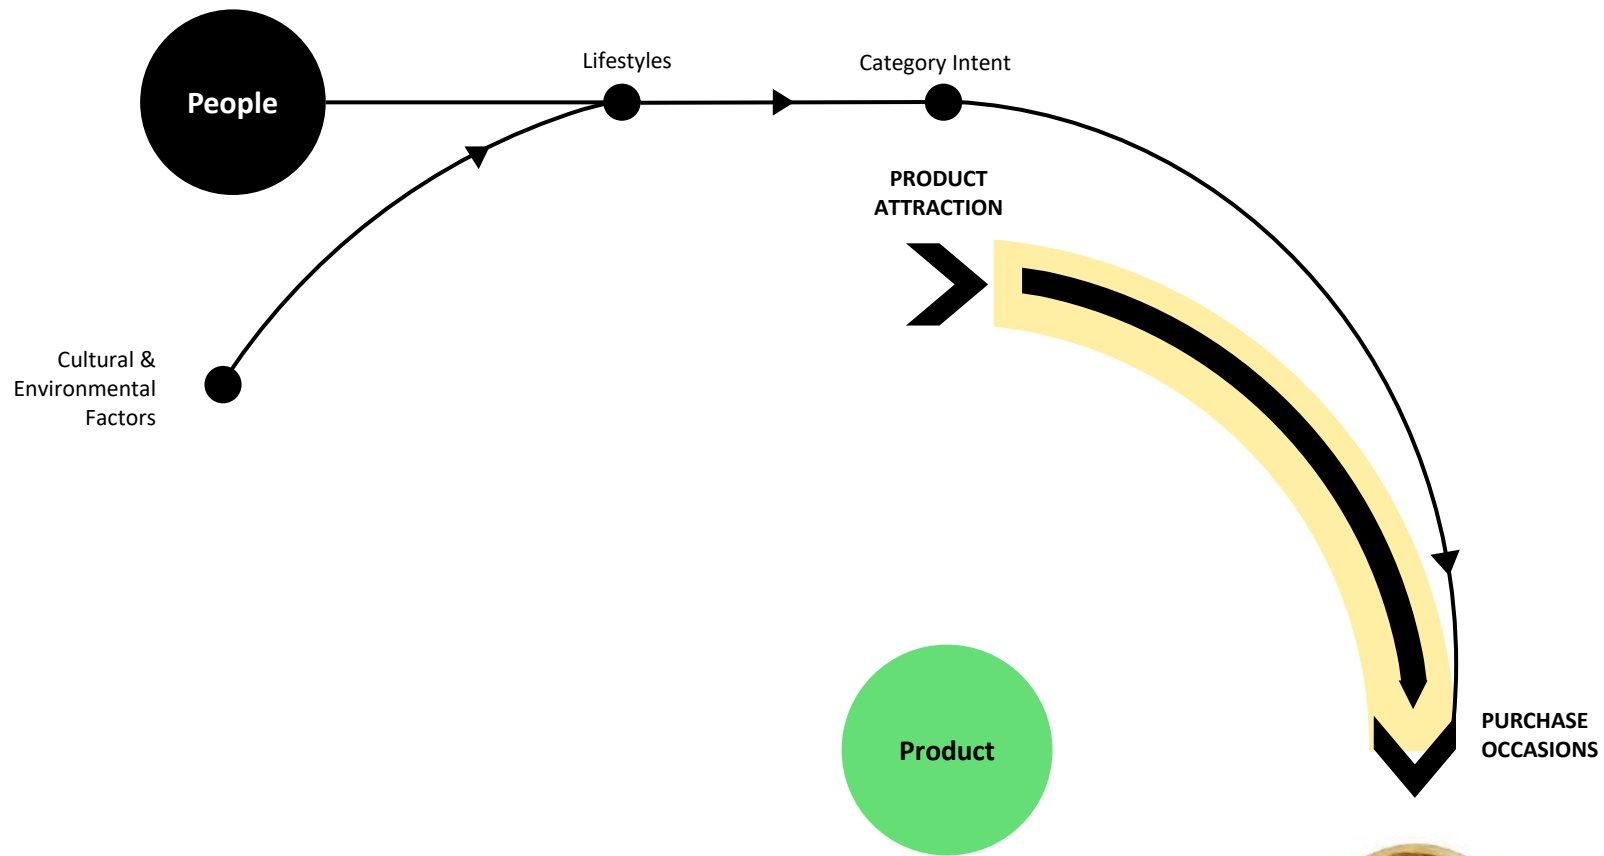 People
Lifestyles
Category Intent
PRODUCT
ATTRACTION
Cultural &
Environmental
Factors
Product
PURCHASE
OCCASIONS